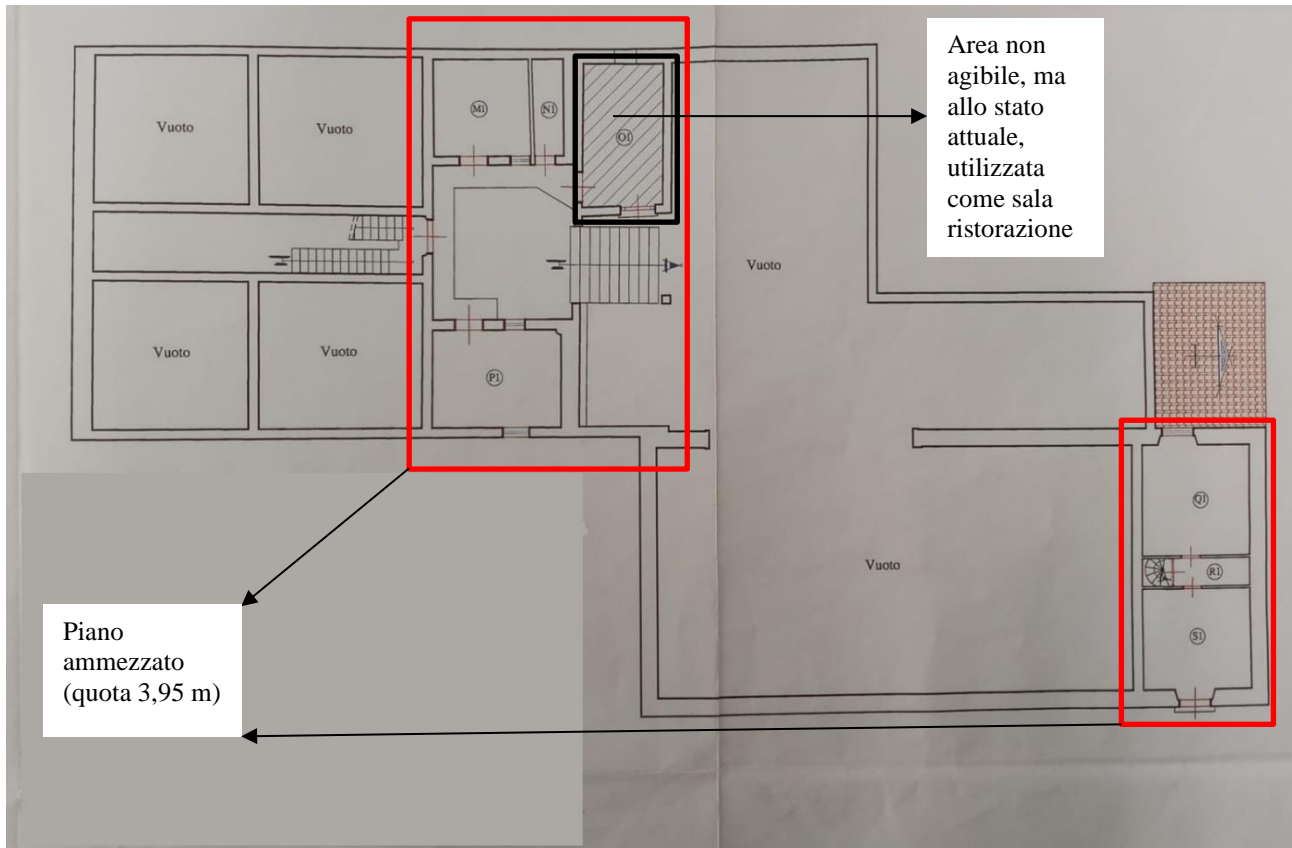 Area non
agibile, ma
allo stato
attuale,
utilizzata
come sala
ristorazione
M1
N1
O1
Vuoto
Vuoto
Vuoto
Vuoto
Vuoto
P1
Q1
Vuoto
R1
S1
Piano
ammezzato
(quota 3,95 m)